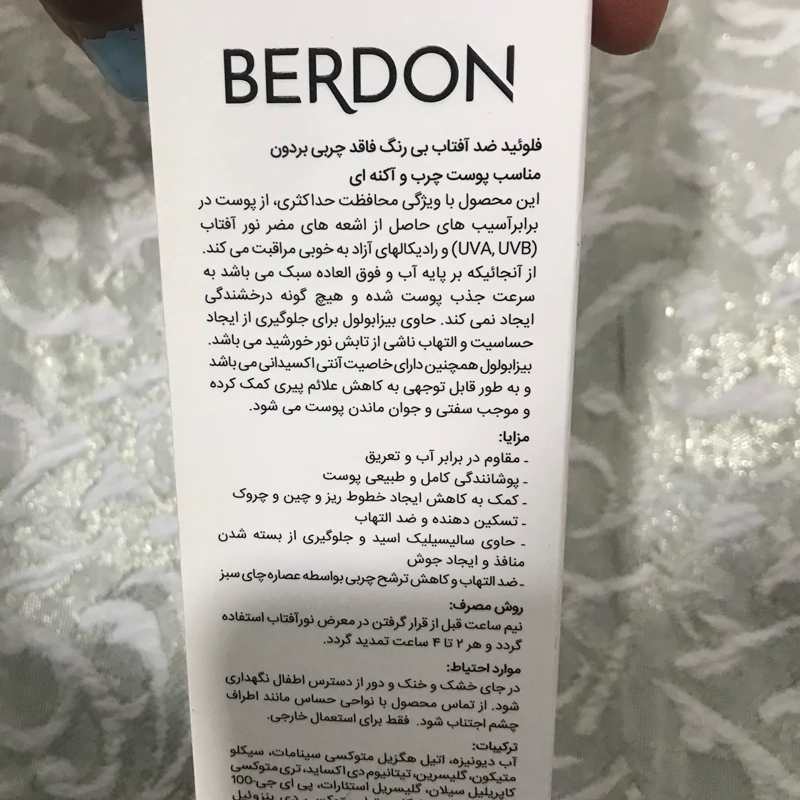 BERDON
فلوئید ضد آفتاب بی رنگ فاقد چربی بردون
مناسب پوست چرب و آکنه ای
این محصول با ویژگی محافظت حداکثری، از پوست در
برابرآسیب های حاصل از اشعه های مضر نور آفتاب
(UVA, UVB) و رادیکالهای آزاد به خوبی مراقبت می کند.
از آنجائیکه بر پایه آب و فوق العاده سبک می باشد به
سرعت جذب پوست شده و هیچ گونه درخشندگی
ایجاد نمی کند. حاوی بیزابولول برای جلوگیری از ایجاد
حساسیت و التهاب ناشی از تابش نور خورشید می باشد.
بیزابولول همچنین دارای خاصیت آنتی اکسیدانی می باشد
و به طور قابل توجهی به کاهش علائم پیری کمک کرده
و موجب سفتی و جوان ماندن پوست می شود.
مزایا:
- مقاوم در برابر آب و تعریق
- پوشانندگی کامل و طبیعی پوست
- کمک به کاهش ایجاد خطوط ریز و چین و چروک
- تسکین دهنده و ضد التهاب
- حاوی سالیسیلیک اسید و جلوگیری از بسته شدن
منافذ و ایجاد جوش
- ضد التهاب و کاهش ترشح چربی بواسطه عصاره چای سبز
روش مصرف:
نیم ساعت قبل از قرار گرفتن در معرض نورآفتاب استفاده
گردد و هر ۲ تا ۴ ساعت تمدید گردد.
موارد احتیاط:
در جای خشک و خنک و دور از دسترس اطفال نگهداری
شود. از تماس محصول با نواحی حساس مانند اطراف
چشم اجتناب شود. فقط برای استعمال خارجی.
ترکیبات:
آب دیونیزه، اتیل هگزیل متوکسی سینامات، سیکلو
متیکون، گلیسرین، تیتانیوم دی اکساید، تری متوکسی
کاپریلیل سیلان، گلیسریل استئارات، پی ای جی-100